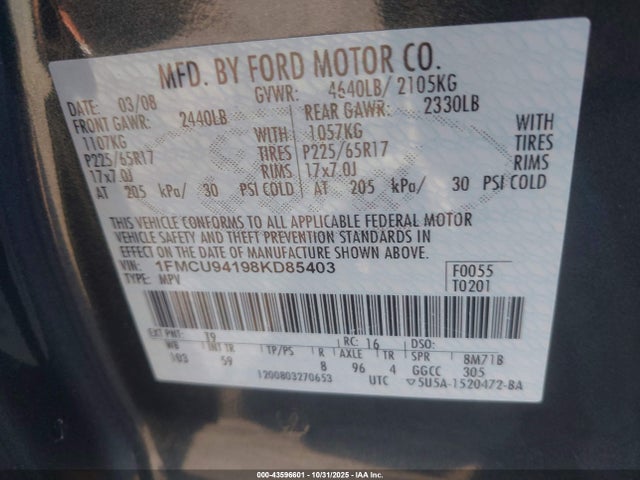 MFD. BY FORD MOTOR CO.
DATE: 03/08 GVWR: 4640LB/ 2105KG
FRONT GAWR: 2440LB REAR GAWR: 2330LB
1107KG WITH 1057KG WITH
P225/65R17 TIRES P225/65R17 TIRES
17x7.0J RIMS 17x7.0J RIMS
AT 205 kPa/ 30 PSI COLD AT 205 kPa/ 30 PSI COLD
THIS VEHICLE CONFORMS TO ALL APPLICABLE FEDERAL MOTOR
VEHICLE SAFETY AND THEFT PREVENTION STANDARDS IN
EFFECT ON THE DATE OF MANUFACTURE SHOWN ABOVE.
VIN: 1FMCU94198KD85403 F0055
TYPE: MPV T0201
EXT PNT: T9 RC: 16 DSO:
WB INT TR TP/PS R AXLE TR SPR BM71B
103 59 8 96 4 GGCC 305
1200803270653 UTC 5U5A-1520472-BA
000-43596601 - 10/31/2025 - IAA Inc.